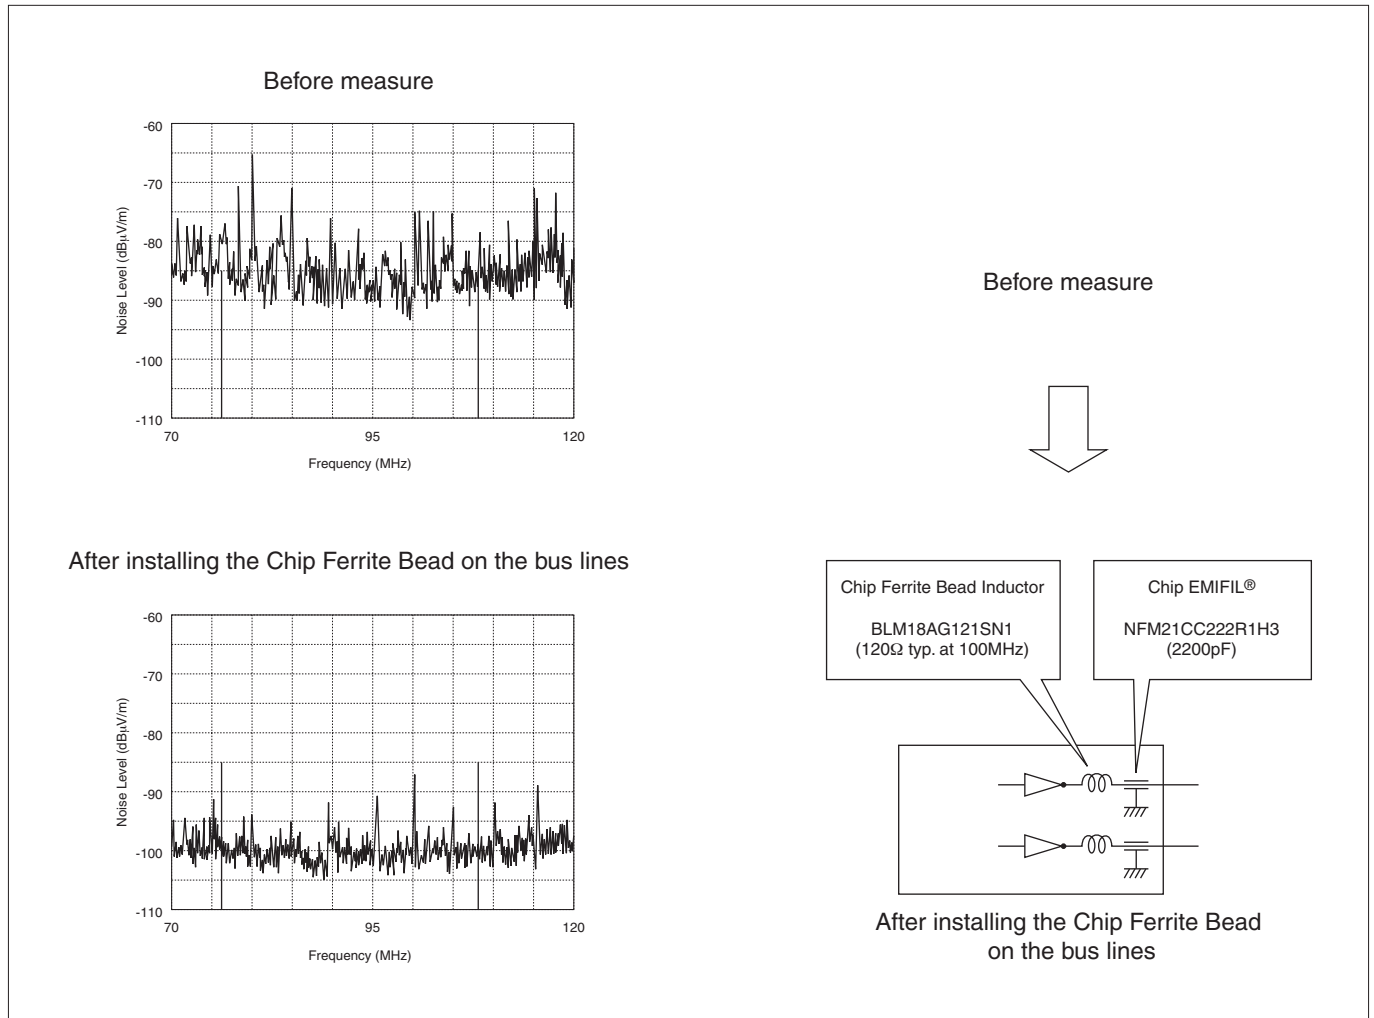 Before measure
-60
-70
-80
-90
-100
-110
Noise Level (dBμV/m)
70
95
120
Frequency (MHz)
After installing the Chip Ferrite Bead on the bus lines
-60
-70
-80
-90
-100
-110
Noise Level (dBμV/m)
70
95
120
Frequency (MHz)
Before measure
Chip Ferrite Bead Inductor
BLM18AG121SN1
(120Ω typ. at 100MHz)
Chip EMIFIL®
NFM21CC222R1H3
(2200pF)
After installing the Chip Ferrite Bead
on the bus lines